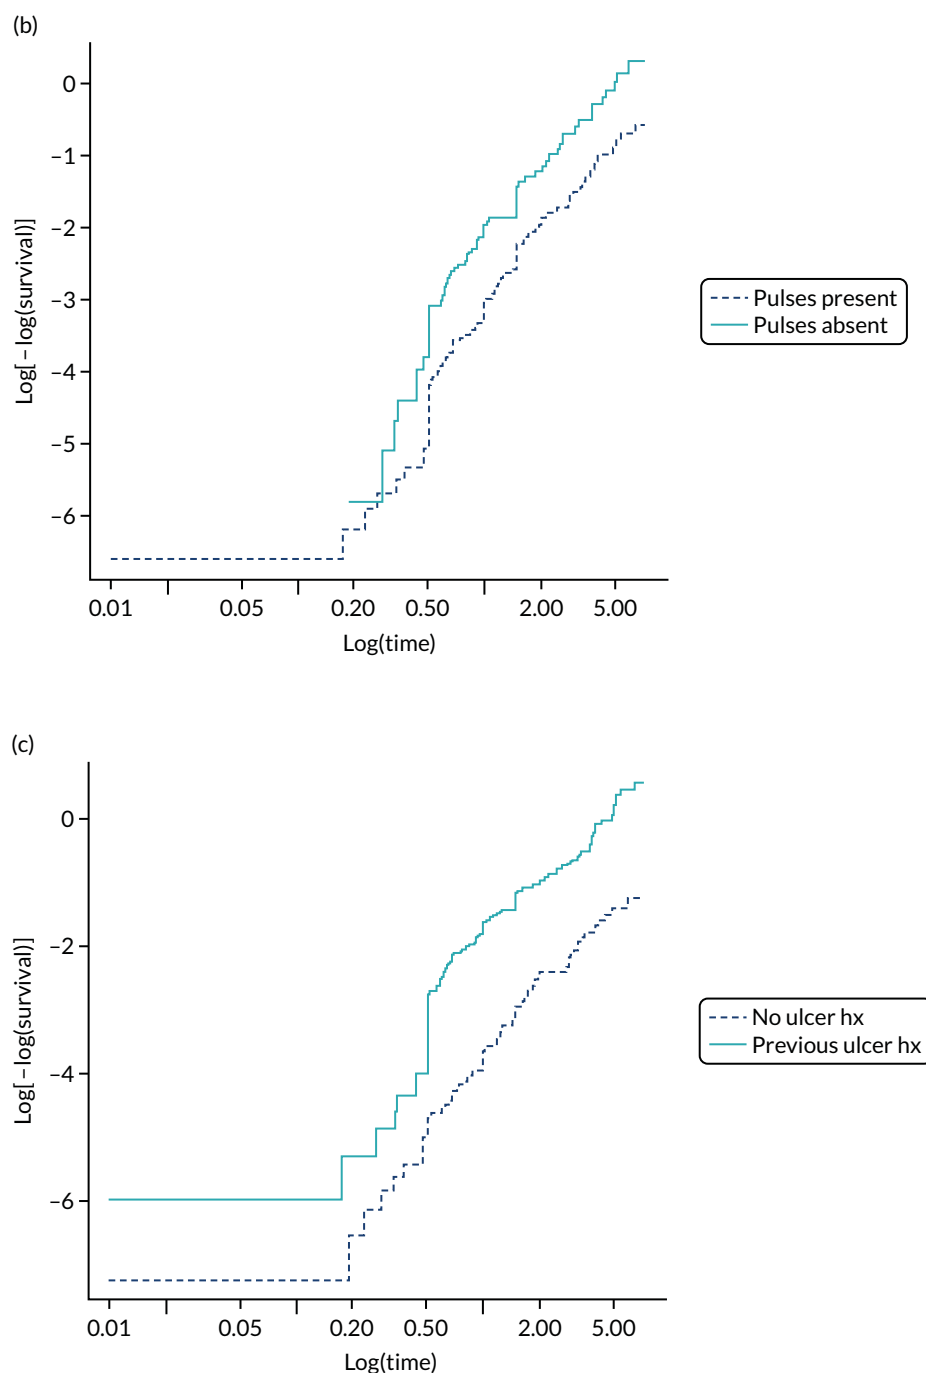 (b)
0
−1
−2
−3
−4
−5
−6
Log[−log(survival)]
0.01 0.05 0.20 0.50 2.00 5.00
Log(time)
Pulses present
Pulses absent
(c)
0
−2
−4
−6
Log[−log(survival)]
0.01 0.05 0.20 0.50 2.00 5.00
Log(time)
No ulcer hx
Previous ulcer hx